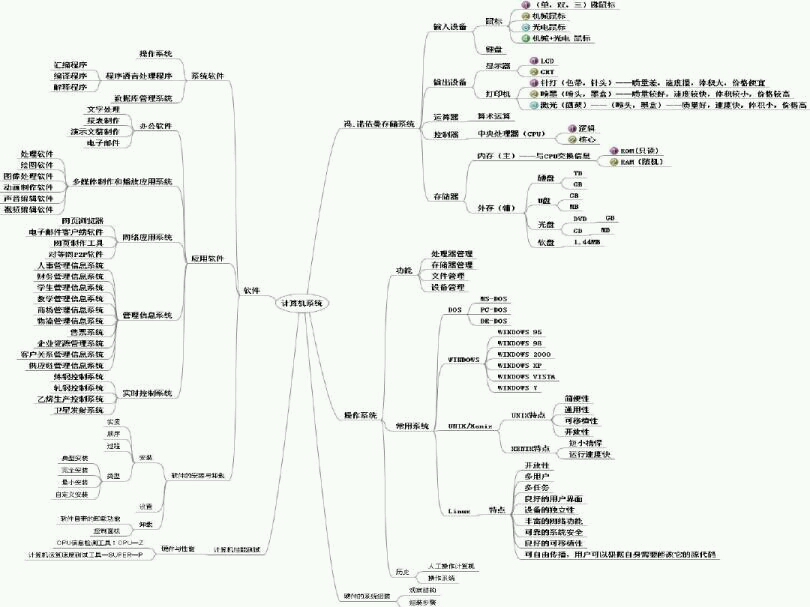 操作系统
汇编程序
编译程序
解释程序
程序语言处理程序
系统软件
数据库管理系统
文字处理
报表制作
演示文稿制作
电子邮件
办公软件
处理软件
绘图软件
图像处理软件
动画制作软件
声音编辑软件
视频编辑软件
多媒体制作和播放应用系统
网页浏览器
电子邮件客户端软件
网页制作工具
对等网P2P软件
网络应用系统
应用软件
人事管理信息系统
财务管理信息系统
学生管理信息系统
教学管理信息系统
商场管理信息系统
物流管理信息系统
售票系统
企业资源管理系统
客户关系管理信息系统
供应链管理信息系统
管理信息系统
软件
炼钢控制系统
轧钢控制系统
乙烯生产控制系统
卫星发射系统
实时控制系统
实质
顺序
过程
典型安装
完全安装
最小安装
自定义安装
类型
安装
设置
软件自带的卸载功能
控制面板
卸载
软件的安装与卸载
CPU信息检测工具:CPU—Z
计算机运算速度测试工具—SUPER—P
硬件与性能
计算机性能测试
计算机系统
冯.诺依曼存储系统
输入设备
鼠标
(单,双,三)键鼠标
机械鼠标
光电鼠标
机械+光电 鼠标
键盘
输出设备
显示器
LCD
CRT
打印机
针打(色带,针头)——质量差,速度慢,体积大,价格便宜
喷墨(喷头,墨盒)——质量较好,速度较快,体积较小,价格较高
激光(硒鼓)——(喷头,墨盒)——质量好,速度快,体积小,价格高
运算器
算术运算
控制器
中央处理器(CPU)
逻辑
核心
存储器
内存(主)——与CPU交换信息
ROM(只读)
RAM(随机)
外存(辅)
硬盘
TB
GB
U盘
GB
MB
光盘
DVD
GB
CD
MB
软盘
1.44MB
操作系统
功能
处理器管理
存储器管理
文件管理
设备管理
常用系统
DOS
MS-DOS
PC-DOS
DR-DOS
WINDOWS
WINDOWS 95
WINDOWS 98
WINDOWS 2000
WINDOWS XP
WINDOWS VISTA
WINDOWS 7
UNIX/Xenix
UNIX特点
简便性
通用性
可移植性
开放性
XENIX特点
短小精悍
运行速度快
Linux
特点
开放性
多用户
多任务
良好的用户界面
设备的独立性
丰富的网络功能
可靠的系统安全
良好的可移植性
可自由传播,用户可以根据自身需要修改它的源代码
历史
人工操作计算机
操作系统
硬件的系统组装
观察结构
组装步骤